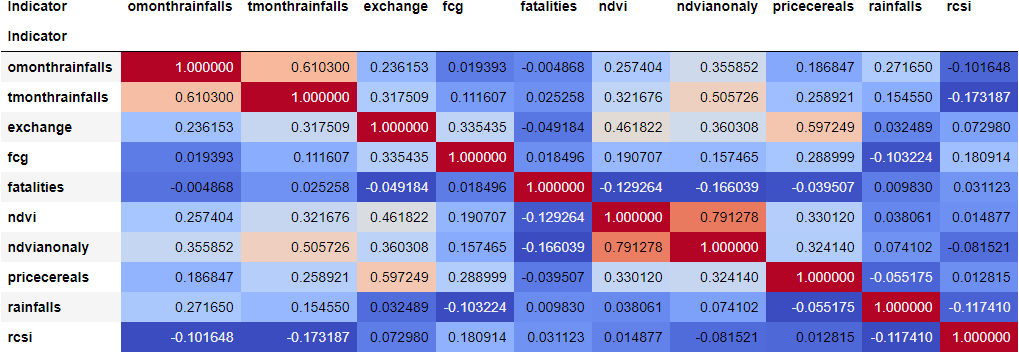 Indicator omonthrainfalls tmonthrainfalls exchange fcg fatalities ndvi ndvianonaly pricecereals rainfalls rcsi
Indicator
omonthrainfalls 1.000000 0.610300 0.236153 0.019393 -0.004868 0.257404 0.355852 0.186847 0.271650 -0.101648
tmonthrainfalls 0.610300 1.000000 0.317509 0.111607 0.025258 0.321676 0.505726 0.258921 0.154550 -0.173187
exchange 0.236153 0.317509 1.000000 0.335435 -0.049184 0.461822 0.360308 0.597249 0.032489 0.072980
fcg 0.019393 0.111607 0.335435 1.000000 0.018496 0.190707 0.157465 0.288999 -0.103224 0.180914
fatalities -0.004868 0.025258 -0.049184 0.018496 1.000000 -0.129264 -0.166039 -0.039507 0.009830 0.031123
ndvi 0.257404 0.321676 0.461822 0.190707 -0.129264 1.000000 0.791278 0.330120 0.038061 0.014877
ndvianonaly 0.355852 0.505726 0.360308 0.157465 -0.166039 0.791278 1.000000 0.324140 0.074102 -0.081521
pricecereals 0.186847 0.258921 0.597249 0.288999 -0.039507 0.330120 0.324140 1.000000 -0.055175 0.012815
rainfalls 0.271650 0.154550 0.032489 -0.103224 0.009830 0.038061 0.074102 -0.055175 1.000000 -0.117410
rcsi -0.101648 -0.173187 0.072980 0.180914 0.031123 0.014877 -0.081521 0.012815 -0.117410 1.000000